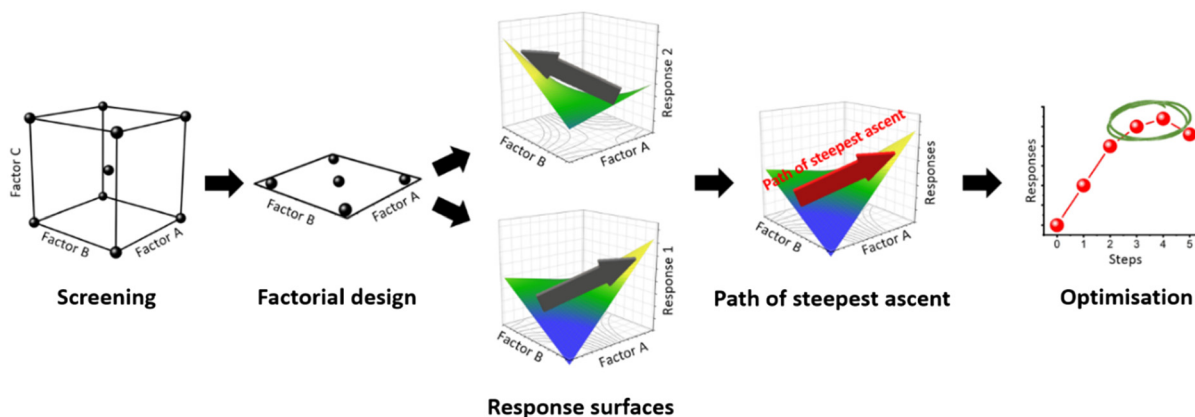 Factor C
Factor B
Factor A
Screening
Factor B
Factor A
Factorial design
Response 2
Factor B
Factor A
Response 1
Factor B
Factor A
Response surfaces
Path of steepest ascent
Responses
Factor B
Factor A
Path of steepest ascent
Responses
0 1 2 3 4 5
Steps
Optimisation